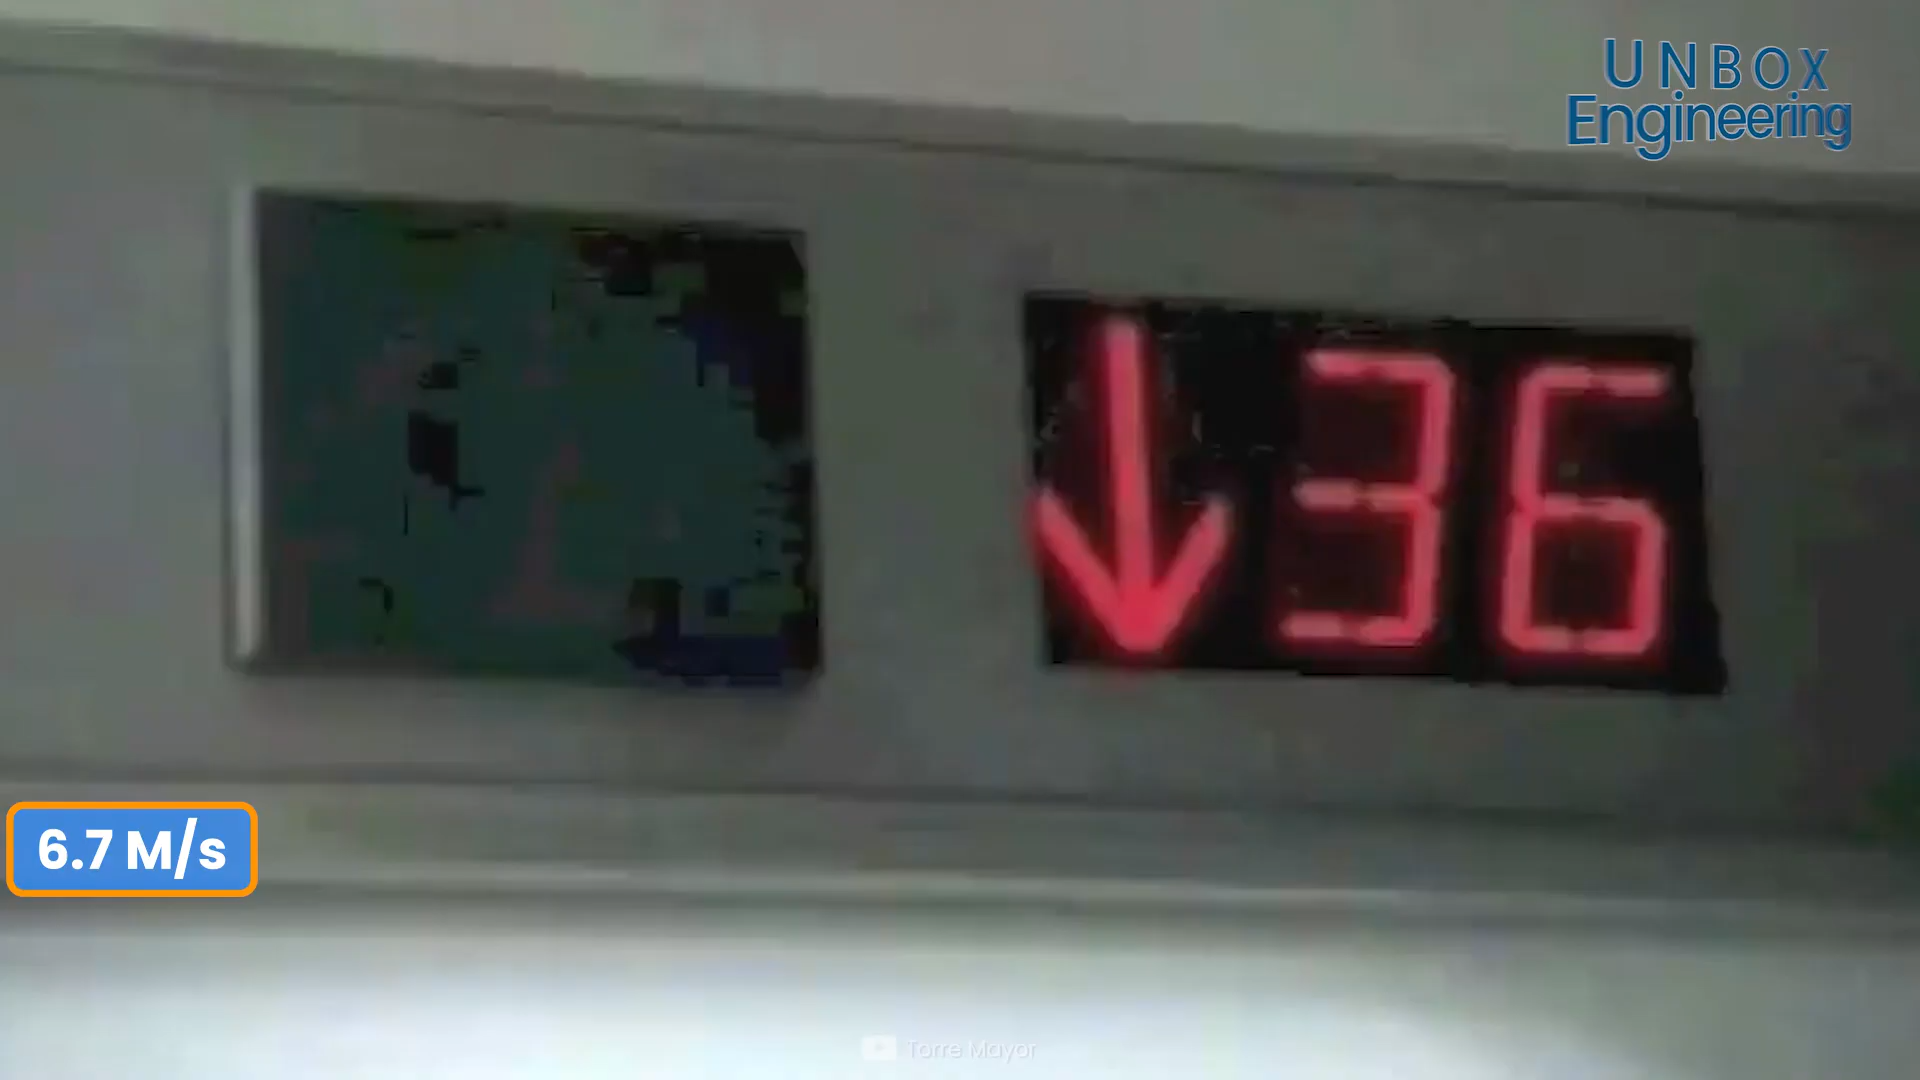 UNBOX
Engineering
↓ 36
6.7 M/s
Torre Mayor